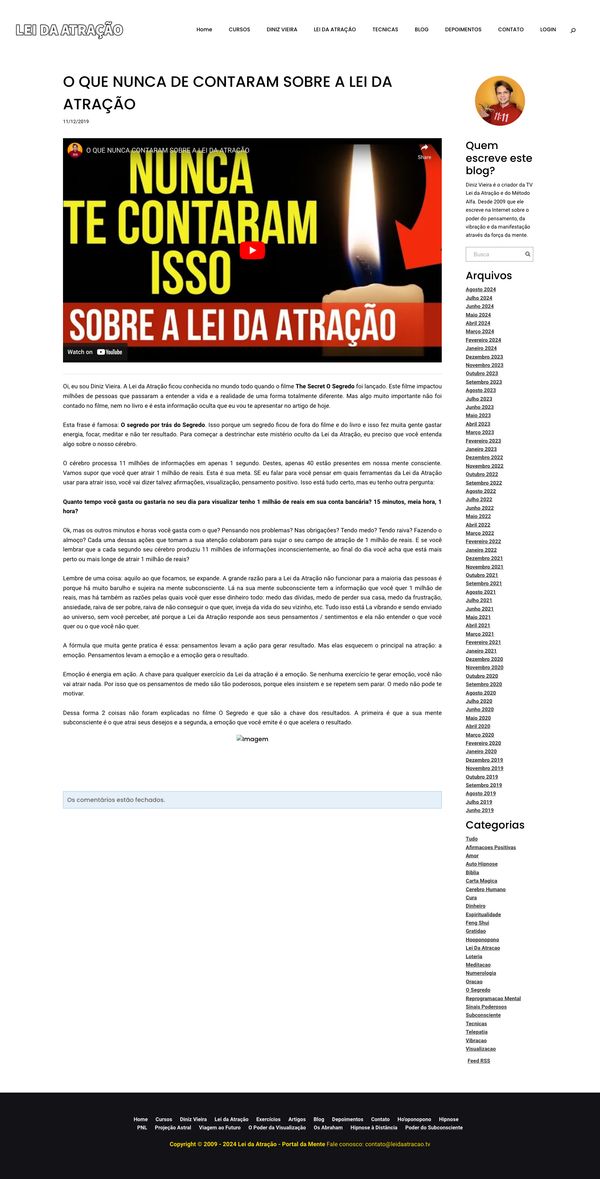 LEI DA ATRAÇÃO
Home CURSOS DINIZ VIEIRA LEI DA ATRAÇÃO TECNICAS BLOG DEPOIMENTOS CONTATO LOGIN
O QUE NUNCA DE CONTARAM SOBRE A LEI DA
ATRAÇÃO
11/12/2019
O QUE NUNCA CONTARAM SOBRE A LEI DA ATRAÇÃO
Share
NUNCA
TE CONTARAM
ISSO
SOBRE A LEI DA ATRAÇÃO
Watch on YouTube
Oi, eu sou Diniz Vieira. A Lei da Atração ficou conhecida no mundo todo quando o filme The Secret O Segredo foi lançado. Este filme impactou
milhões de pessoas que passaram a entender a vida e a realidade de uma forma totalmente diferente. Mas algo muito importante não foi
contado no filme, nem no livro e é esta informação oculta que eu vou te apresentar no artigo de hoje.
Esta frase é famosa: O segredo por trás do Segredo. Isso porque um segredo ficou de fora do filme e do livro e isso fez muita gente gastar
energia, focar, meditar e não ter resultado. Para começar a destrinchar este mistério oculto da Lei da Atração, eu preciso que você entenda
algo sobre o nosso cérebro.
O cérebro processa 11 milhões de informações em apenas 1 segundo. Destes, apenas 40 estão presentes em nossa mente consciente.
Vamos supor que você quer atrair 1 milhão de reais. Esta é sua meta. SE eu falar para você pensar em quais ferramentas da Lei da Atração
usar para atrair isso, você vai dizer talvez afirmações, visualização, pensamento positivo. Isso está tudo certo, mas eu tenho outra pergunta:
Quanto tempo você gasta ou gastaria no seu dia para visualizar tenho 1 milhão de reais em sua conta bancária? 15 minutos, meia hora, 1
hora?
Ok, mas os outros minutos e horas você gasta com o que? Pensando nos problemas? Nas obrigações? Tendo medo? Tendo raiva? Fazendo o
almoço? Cada uma dessas ações que tomam a sua atenção colaboram para sujar o seu campo de atração de 1 milhão de reais. E se você
lembrar que a cada segundo seu cérebro produziu 11 milhões de informações inconscientemente, ao final do dia você acha que está mais
perto ou mais longe de atrair 1 milhão de reais?
Lembre de uma coisa: aquilo ao que focamos, se expande. A grande razão para a Lei da Atração não funcionar para a maioria das pessoas é
porque há muito barulho e sujeira na mente subconsciente. Lá na sua mente subconsciente tem a informação que você quer 1 milhão de
reais, mas há também as razões pelas quais você quer esse dinheiro todo: medo das dívidas, medo de perder sua casa, medo da frustração,
ansiedade, raiva de ser pobre, raiva de não conseguir o que quer, inveja da vida do seu vizinho, etc. Tudo isso está La vibrando e sendo enviado
ao universo, sem você perceber, até porque a Lei da Atração responde aos seus pensamentos / sentimentos e ela não entender o que você
quer ou o que você não quer.
A fórmula que muita gente pratica é essa: pensamentos levam a ação para gerar resultado. Mas elas esquecem o principal na atração: a
emoção. Pensamentos levam a emoção e a emoção gera o resultado.
Emoção é energia em ação. A chave para qualquer exercício da Lei da atração é a emoção. Se nenhuma exercício te gerar emoção, você não
vai atrair nada. Por isso que os pensamentos de medo são tão poderosos, porque eles insistem e se repetem sem parar. O medo não pode te
motivar.
Dessa forma 2 coisas não foram explicadas no filme O Segredo e que são a chave dos resultados. A primeira é que a sua mente
subconsciente é o que atrai seus desejos e a segunda, a emoção que você emite é o que acelera o resultado.
Imagem
Os comentários estão fechados.
11:11
Quem
escreve este
blog?
Diniz Vieira é o criador da TV
Lei da Atração e do Método
Alfa. Desde 2009 que ele
escreve na Internet sobre o
poder do pensamento, da
vibração e da manifestação
através da força da mente.
Busca
Arquivos
Agosto 2024
Julho 2024
Junho 2024
Maio 2024
Abril 2024
Março 2024
Fevereiro 2024
Janeiro 2024
Dezembro 2023
Novembro 2023
Outubro 2023
Setembro 2023
Agosto 2023
Julho 2023
Junho 2023
Maio 2023
Abril 2023
Março 2023
Fevereiro 2023
Janeiro 2023
Dezembro 2022
Novembro 2022
Outubro 2022
Setembro 2022
Agosto 2022
Julho 2022
Junho 2022
Maio 2022
Abril 2022
Março 2022
Fevereiro 2022
Janeiro 2022
Dezembro 2021
Novembro 2021
Outubro 2021
Setembro 2021
Agosto 2021
Julho 2021
Junho 2021
Maio 2021
Abril 2021
Março 2021
Fevereiro 2021
Janeiro 2021
Dezembro 2020
Novembro 2020
Outubro 2020
Setembro 2020
Agosto 2020
Julho 2020
Junho 2020
Maio 2020
Abril 2020
Março 2020
Fevereiro 2020
Janeiro 2020
Dezembro 2019
Novembro 2019
Outubro 2019
Setembro 2019
Agosto 2019
Julho 2019
Junho 2019
Categorias
Tudo
Afirmacoes Positivas
Amor
Auto Hipnose
Biblia
Carta Magica
Cerebro Humano
Cura
Dinheiro
Espiritualidade
Feng Shui
Gratidao
Hooponopono
Lei Da Atracao
Loteria
Meditacao
Numerologia
Oracao
O Segredo
Reprogramacao Mental
Sinais Poderosos
Subconsciente
Tecnicas
Telepatia
Vibracao
Visualizacao
Feed RSS
Home Cursos Diniz Vieira Lei da Atração Exercícios Artigos Blog Depoimentos Contato Ho'oponopono Hipnose
PNL Projeção Astral Viagem ao Futuro O Poder da Visualização Os Abraham Hipnose à Distância Poder do Subconsciente
Copyright © 2009 - 2024 Lei da Atração - Portal da Mente Fale conosco: contato@leidaatracao.tv